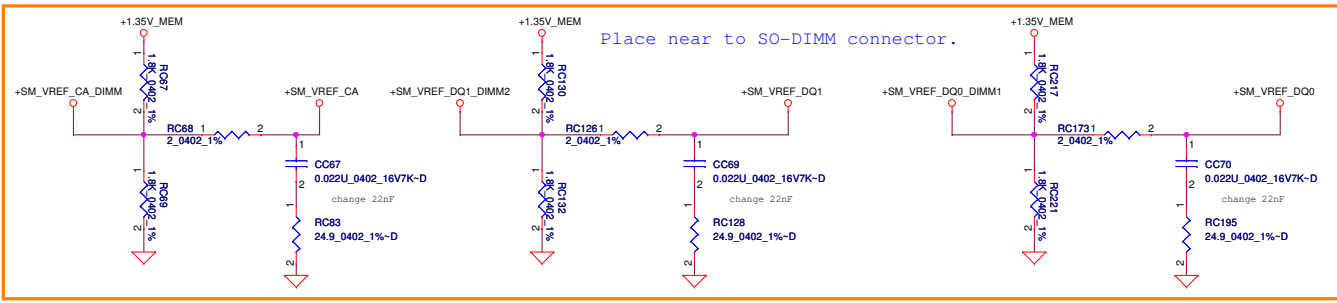 Place near to SO-DIMM connector.
+1.35V_MEM
1
RC67
1.8K_0402_1%
2
+SM_VREF_CA_DIMM
+SM_VREF_CA
RC68
1
2
2_0402_1%
1
RC69
1.8K_0402_1%
2
1
CC67
0.022U_0402_16V7K~D
2
change 22nF
1
RC83
24.9_0402_1%~D
2
+1.35V_MEM
1
RC130
1.8K_0402_1%
2
+SM_VREF_DQ1_DIMM2
+SM_VREF_DQ1
RC126
1
2
2_0402_1%
1
RC132
1.8K_0402_1%
2
1
CC69
0.022U_0402_16V7K~D
2
change 22nF
1
RC128
24.9_0402_1%~D
2
+1.35V_MEM
1
RC217
1.8K_0402_1%
2
+SM_VREF_DQ0_DIMM1
+SM_VREF_DQ0
RC173
1
2
2_0402_1%
1
RC221
1.8K_0402_1%
2
1
CC70
0.022U_0402_16V7K~D
2
change 22nF
1
RC195
24.9_0402_1%~D
2